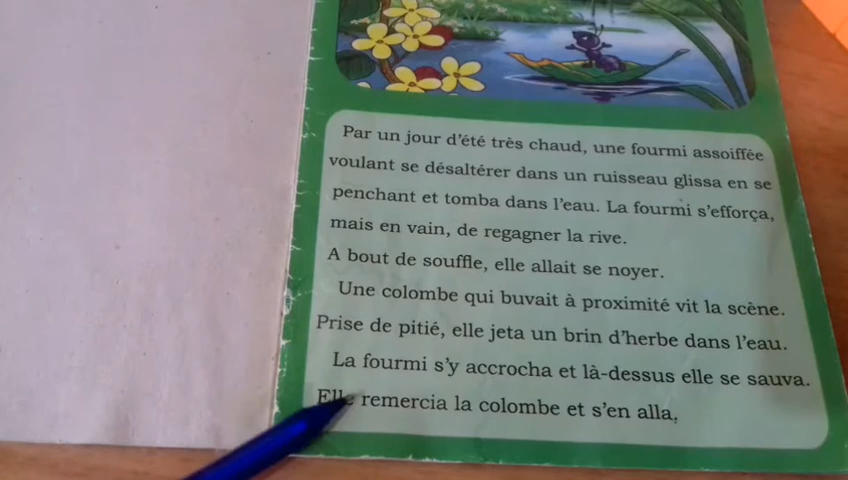 Par un jour d'été très chaud, une fourmi assoiffée
voulant se désaltérer dans un ruisseau glissa en se
penchant et tomba dans l'eau. La fourmi s'efforça,
mais en vain, de regagner la rive.
A bout de souffle, elle allait se noyer.
Une colombe qui buvait à proximité vit la scène.
Prise de pitié, elle jeta un brin d'herbe dans l'eau.
La fourmi s'y accrocha et là-dessus elle se sauva.
Elle remercia la colombe et s'en alla.